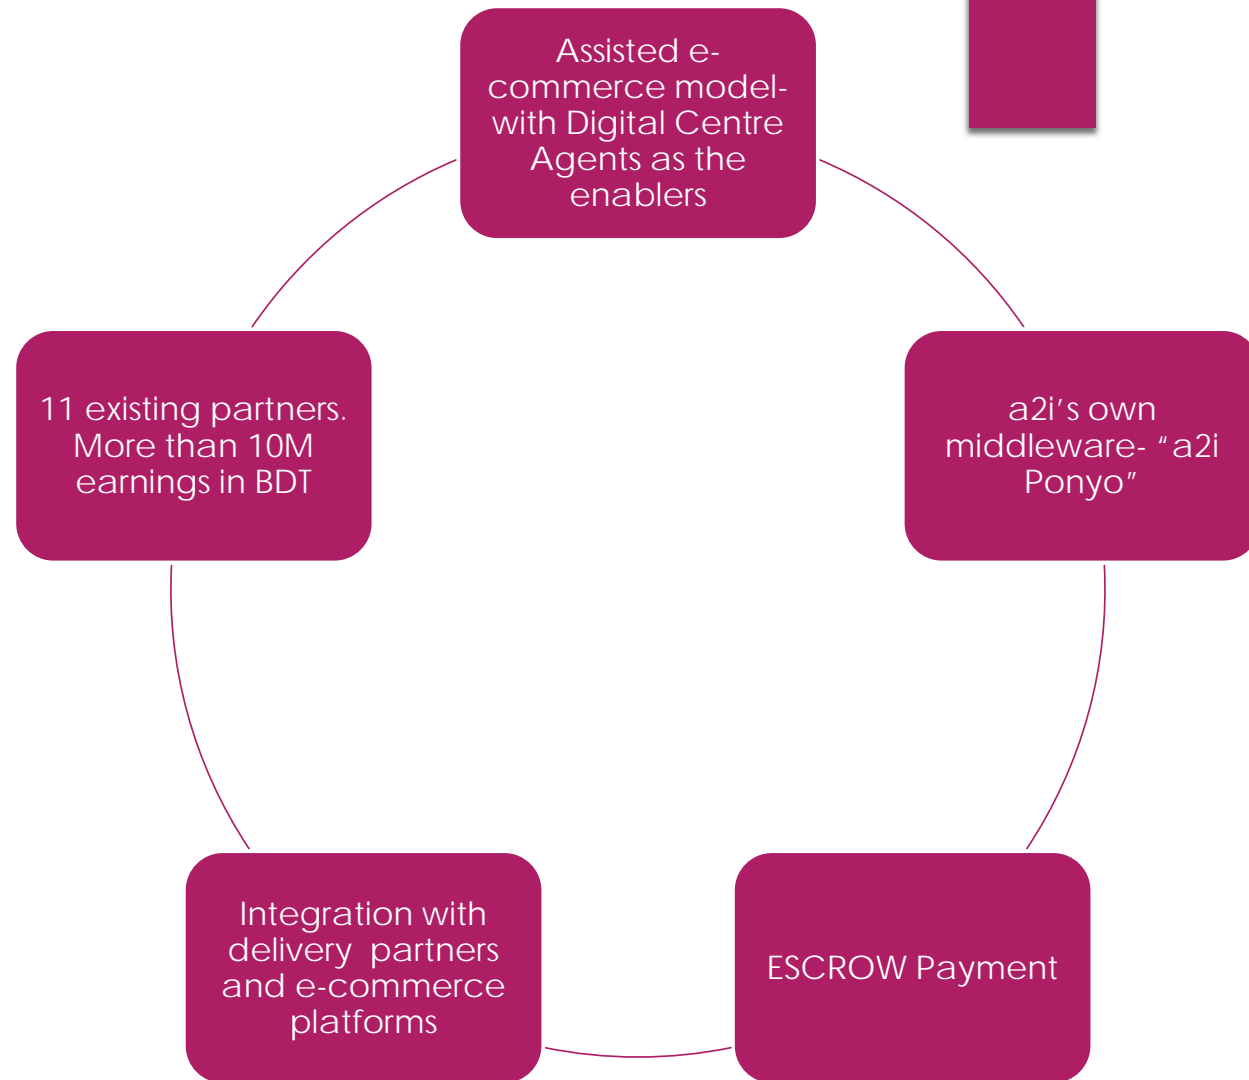 Assisted e-
commerce model-
with Digital Centre
Agents as the
enablers
a2i’s own
middleware- “a2i
Ponyo”
ESCROW Payment
Integration with
delivery  partners
and e-commerce
platforms
11 existing partners.
More than 10M
earnings in BDT